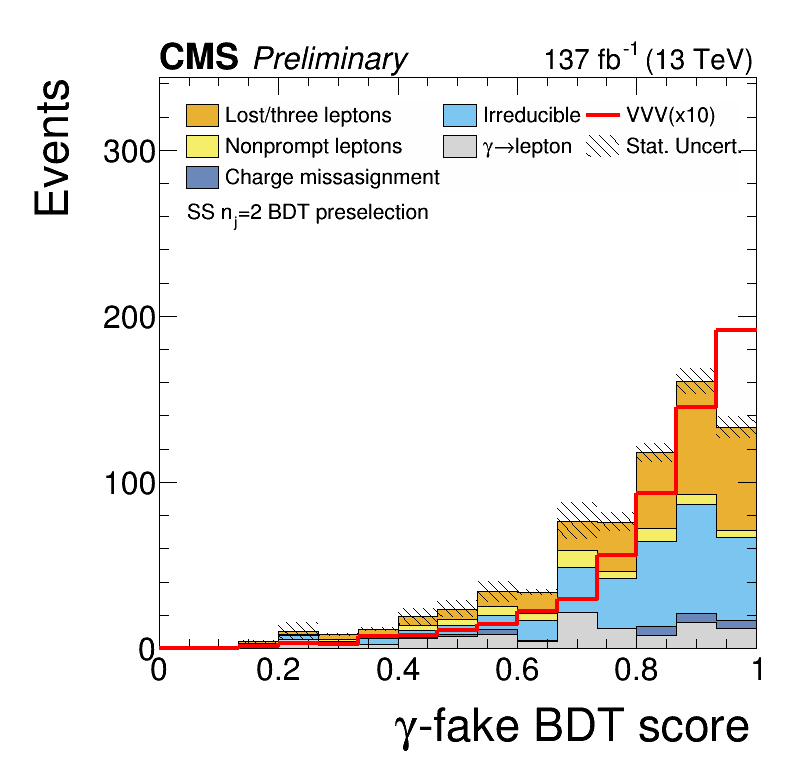 CMS Preliminary 137 fb⁻¹ (13 TeV)
Events
Lost/three leptons Irreducible VVV(x10)
Nonprompt leptons γ→lepton Stat. Uncert.
Charge missasignment
SS nⱼ=2 BDT preselection
300
200
100
0
0 0.2 0.4 0.6 0.8 1
γ-fake BDT score